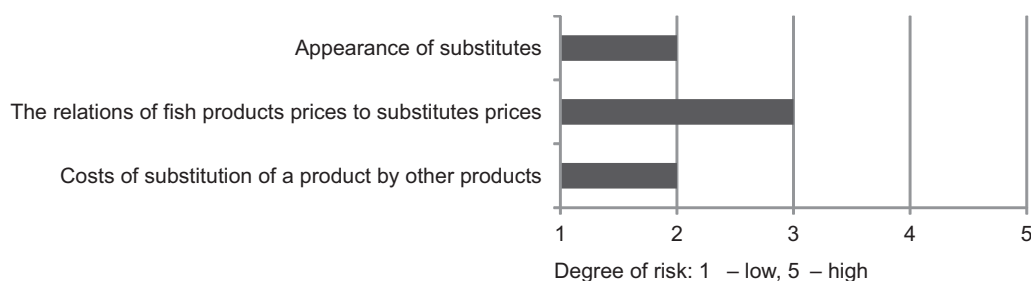 Appearance of substitutes
The relations of fish products prices to substitutes prices
Costs of substitution of a product by other products
1 2 3 4 5
Degree of risk: 1 – low, 5 – high